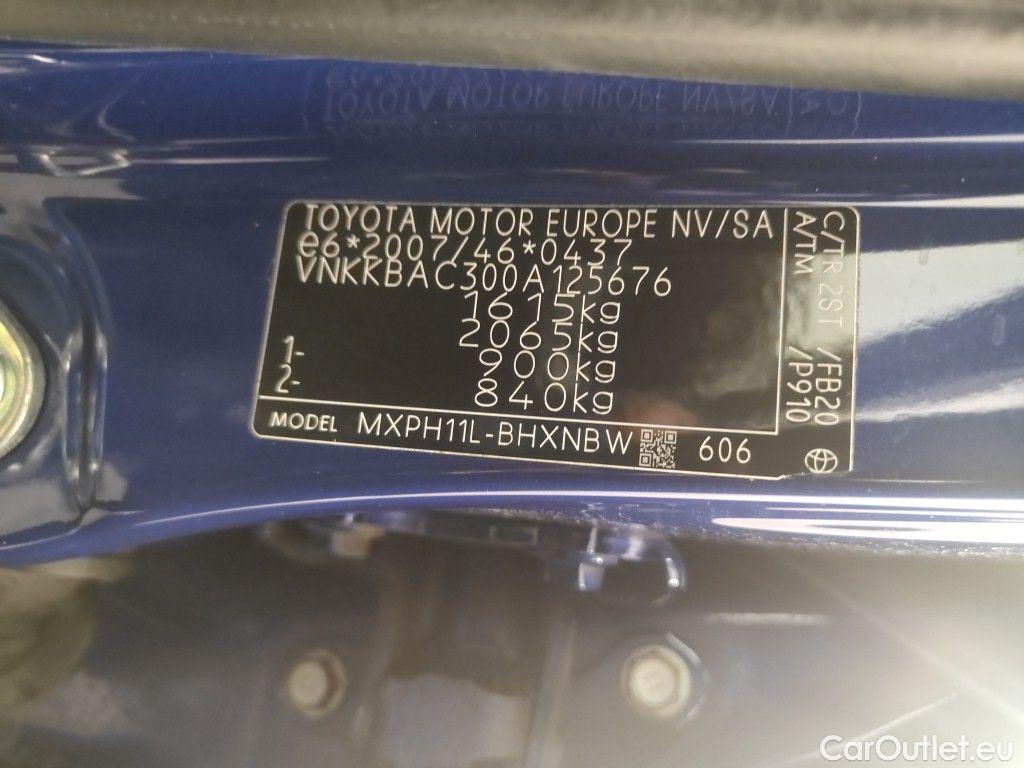 TOYOTA MOTOR EUROPE NV/SA
e6*2007/46*0437
VNKKBAC300A125676
1615kg
2065kg
1- 900kg
2- 840kg
MODEL MXPH11L-BHXNBW 606
C/TR 2ST /FB20
A/TM /P910
TOYOTA MOTOR EUROPE NV/SA
CarOutlet.eu